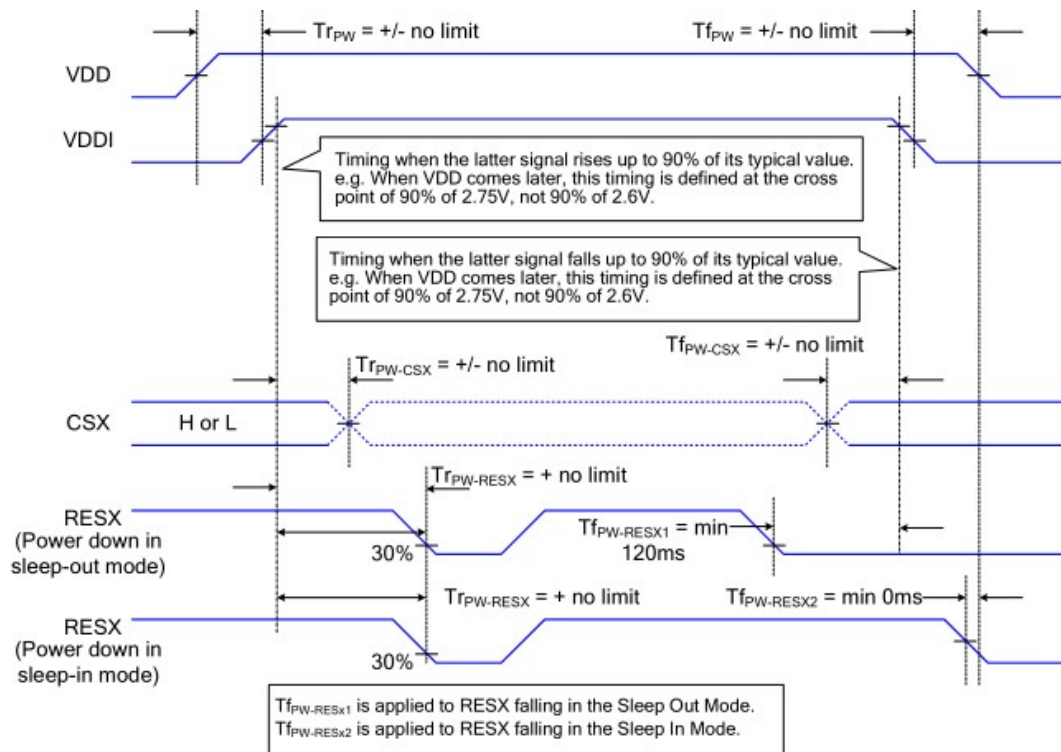 TrPW = +/- no limit
TfPW = +/- no limit
VDD
VDDI
Timing when the latter signal rises up to 90% of its typical value.
e.g. When VDD comes later, this timing is defined at the cross
point of 90% of 2.75V, not 90% of 2.6V.
Timing when the latter signal falls up to 90% of its typical value.
e.g. When VDD comes later, this timing is defined at the cross
point of 90% of 2.75V, not 90% of 2.6V.
TrPW-CSX = +/- no limit
TfPW-CSX = +/- no limit
CSX
H or L
TrPW-RESX = + no limit
RESX
(Power down in
sleep-out mode)
30%
TfPW-RESX1 = min
120ms
TrPW-RESX = + no limit
TfPW-RESX2 = min 0ms
RESX
(Power down in
sleep-in mode)
30%
TfPW-RESx1 is applied to RESX falling in the Sleep Out Mode.
TfPW-RESx2 is applied to RESX falling in the Sleep In Mode.